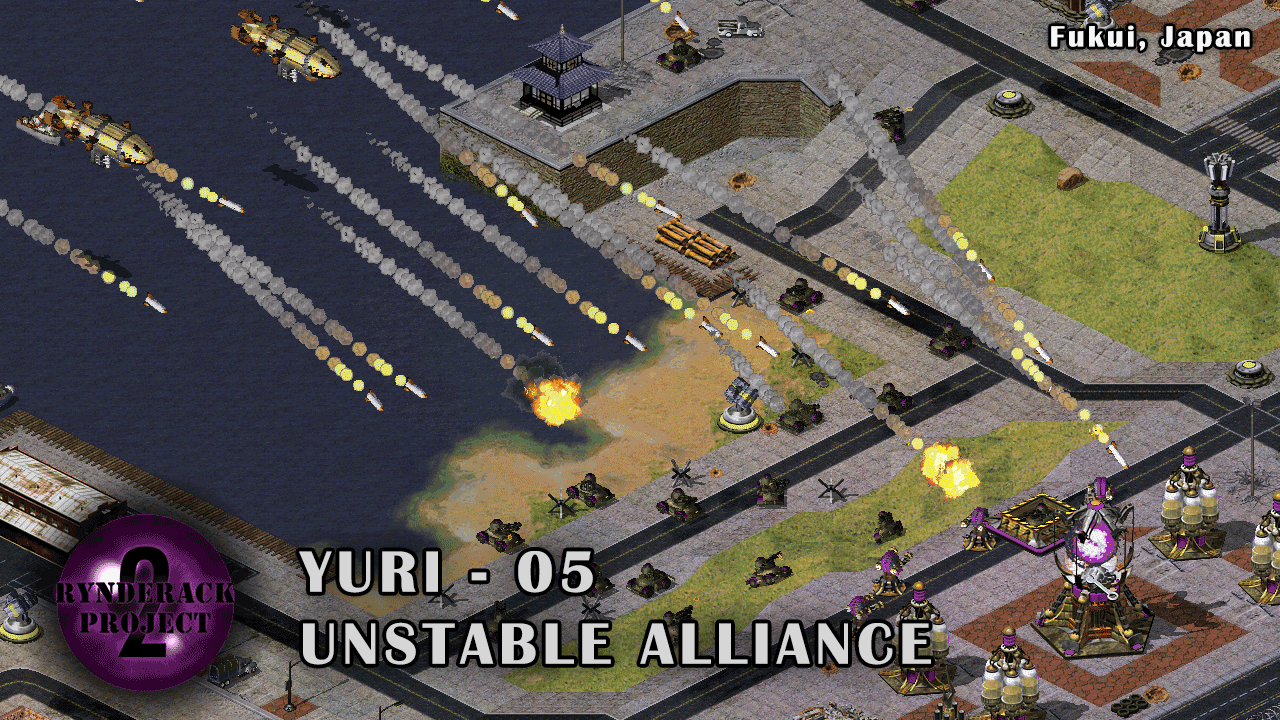 Fukui, Japan
2
RYNDERACK
PROJECT
YURI - 05
UNSTABLE ALLIANCE